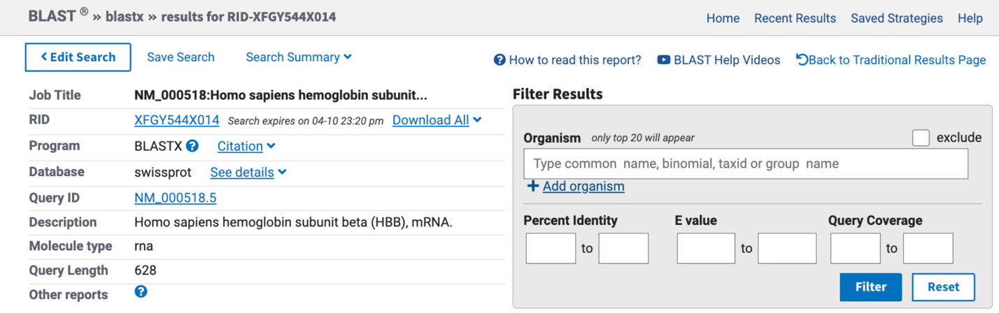 BLAST ® » blastx » results for RID-XFGY544X014
Home Recent Results Saved Strategies Help
Edit Search Save Search Search Summary
How to read this report? BLAST Help Videos Back to Traditional Results Page
Job Title NM_000518:Homo sapiens hemoglobin subunit...
RID XFGY544X014 Search expires on 04-10 23:20 pm Download All
Program BLASTX ? Citation
Database swissprot See details
Query ID NM_000518.5
Description Homo sapiens hemoglobin subunit beta (HBB), mRNA.
Molecule type rna
Query Length 628
Other reports ?
Filter Results
Organism only top 20 will appear exclude
Type common name, binomial, taxid or group name
+ Add organism
Percent Identity E value Query Coverage
to to to
Filter Reset